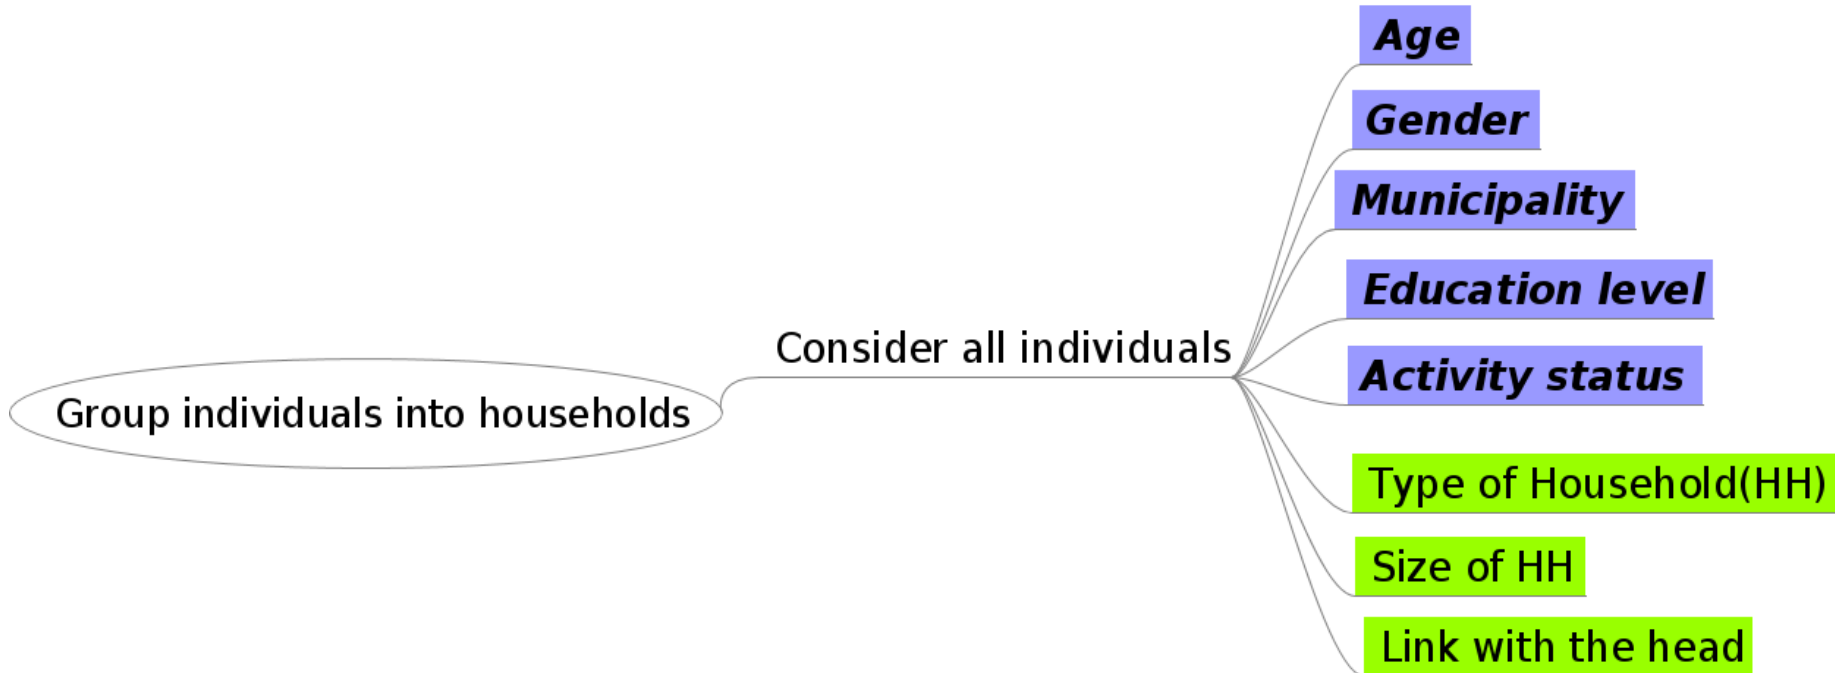 Age
Gender
Municipality
Education level
Consider all individuals
Activity status
Group individuals into households
Type of Household(HH)
Size of HH
Link with the head